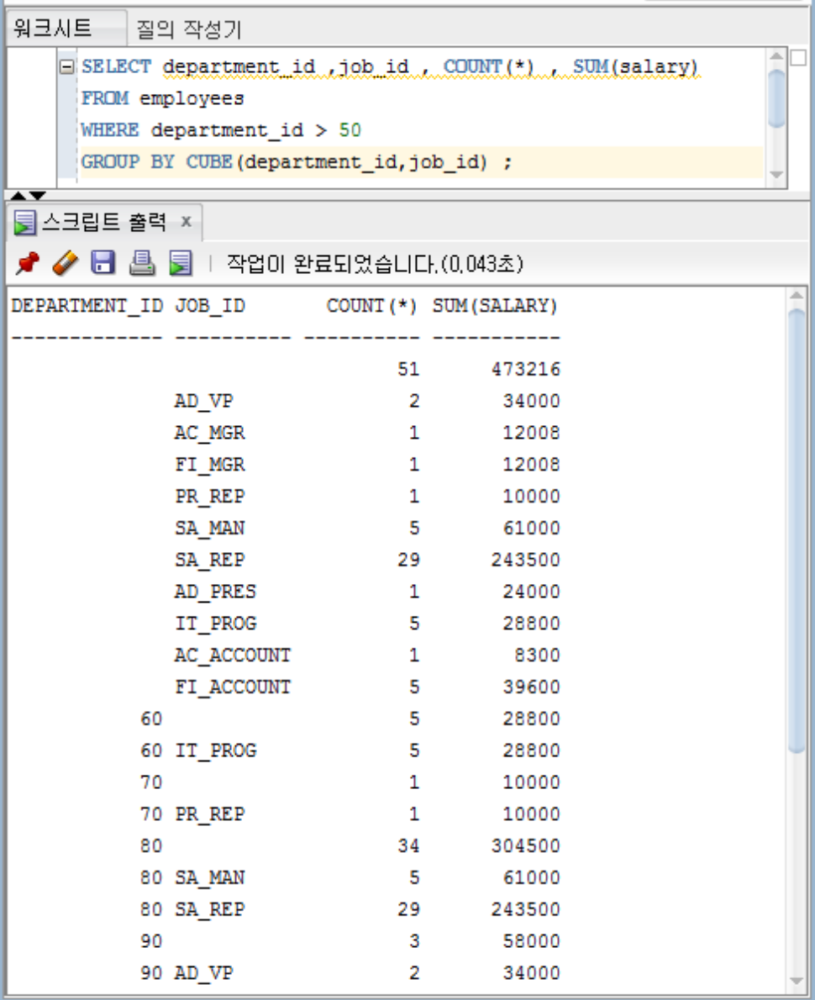 워크시트 질의 작성기
SELECT department_id ,job_id , COUNT(*) , SUM(salary)
FROM employees
WHERE department_id > 50
GROUP BY CUBE(department_id,job_id) ;
스크립트 출력 x
작업이 완료되었습니다.(0.043초)
DEPARTMENT_ID JOB_ID COUNT(*) SUM(SALARY)
------------- ---------- ---------- -----------
51 473216
AD_VP 2 34000
AC_MGR 1 12008
FI_MGR 1 12008
PR_REP 1 10000
SA_MAN 5 61000
SA_REP 29 243500
AD_PRES 1 24000
IT_PROG 5 28800
AC_ACCOUNT 1 8300
FI_ACCOUNT 5 39600
60 5 28800
60 IT_PROG 5 28800
70 1 10000
70 PR_REP 1 10000
80 34 304500
80 SA_MAN 5 61000
80 SA_REP 29 243500
90 3 58000
90 AD_VP 2 34000